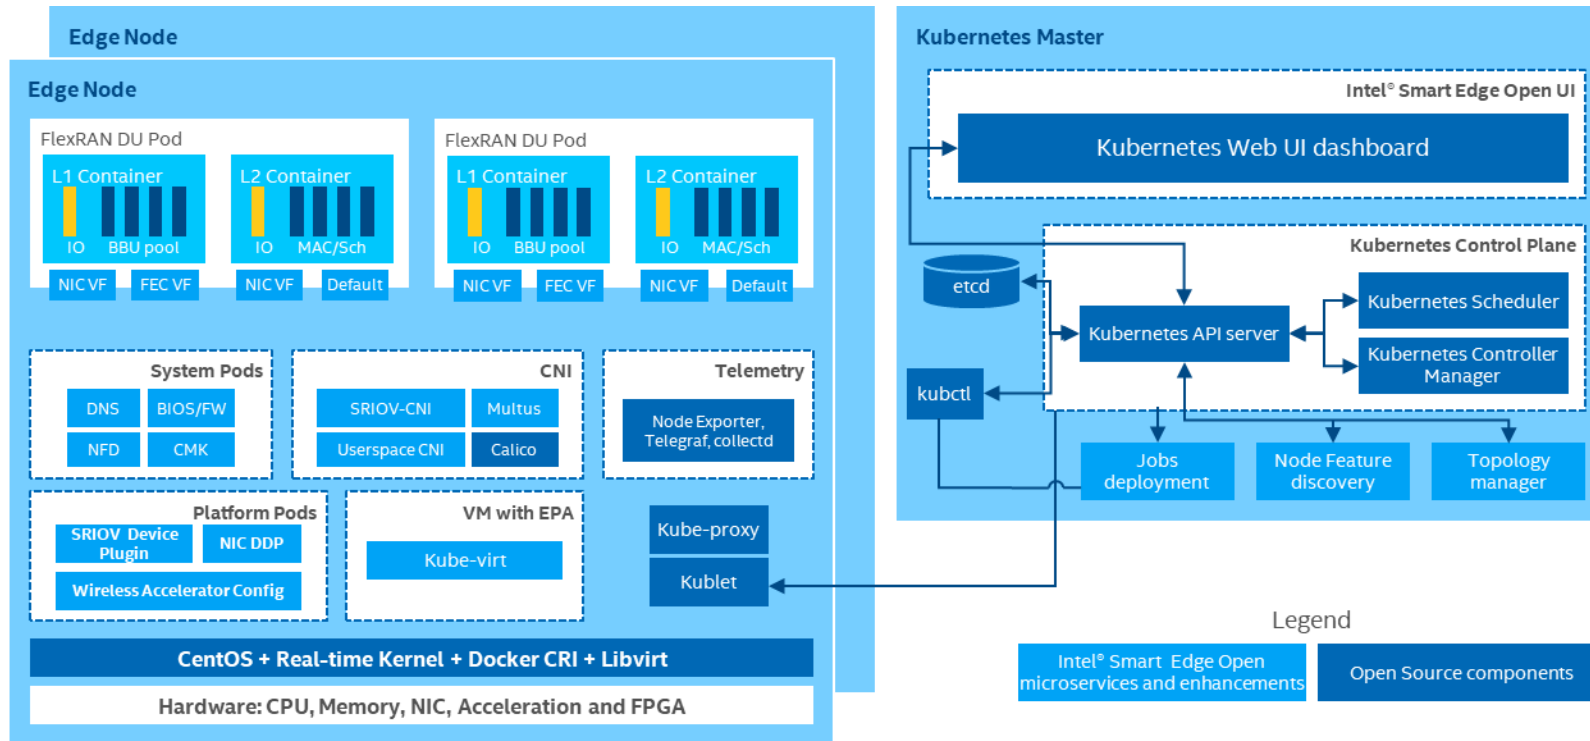 Edge Node
Edge Node
FlexRAN DU Pod
L1 Container
IO BBU pool
L2 Container
IO MAC/Sch
NIC VF
FEC VF
NIC VF
Default
FlexRAN DU Pod
L1 Container
IO BBU pool
L2 Container
IO MAC/Sch
NIC VF
FEC VF
NIC VF
Default
System Pods
DNS
BIOS/FW
NFD
CMK
CNI
SRIOV-CNI
Multus
Userspace CNI
Calico
Telemetry
Node Exporter,
Telegraf, collectd
Platform Pods
SRIOV Device
Plugin
NIC DDP
Wireless Accelerator Config
VM with EPA
Kube-virt
Kube-proxy
Kublet
CentOS + Real-time Kernel + Docker CRI + Libvirt
Hardware: CPU, Memory, NIC, Acceleration and FPGA
Kubernetes Master
Intel® Smart Edge Open UI
Kubernetes Web UI dashboard
Kubernetes Control Plane
etcd
Kubernetes API server
Kubernetes Scheduler
Kubernetes Controller
Manager
kubctl
Jobs
deployment
Node Feature
discovery
Topology
manager
Legend
Intel® Smart Edge Open
microservices and enhancements
Open Source components